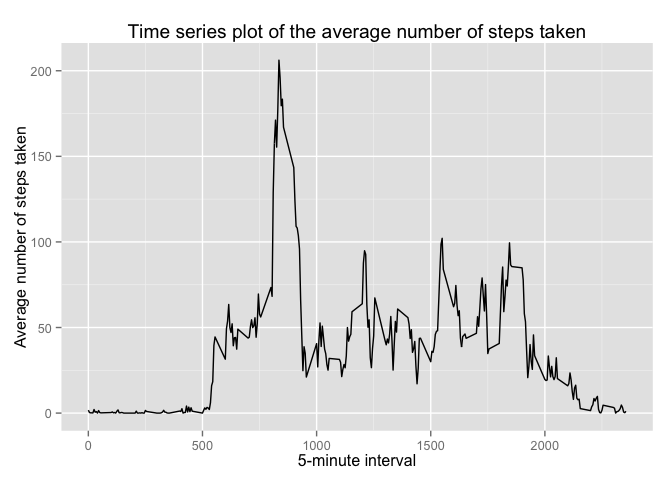 Time series plot of the average number of steps taken
Average number of steps taken
200
150
100
50
0
0 500 1000 1500 2000
5-minute interval